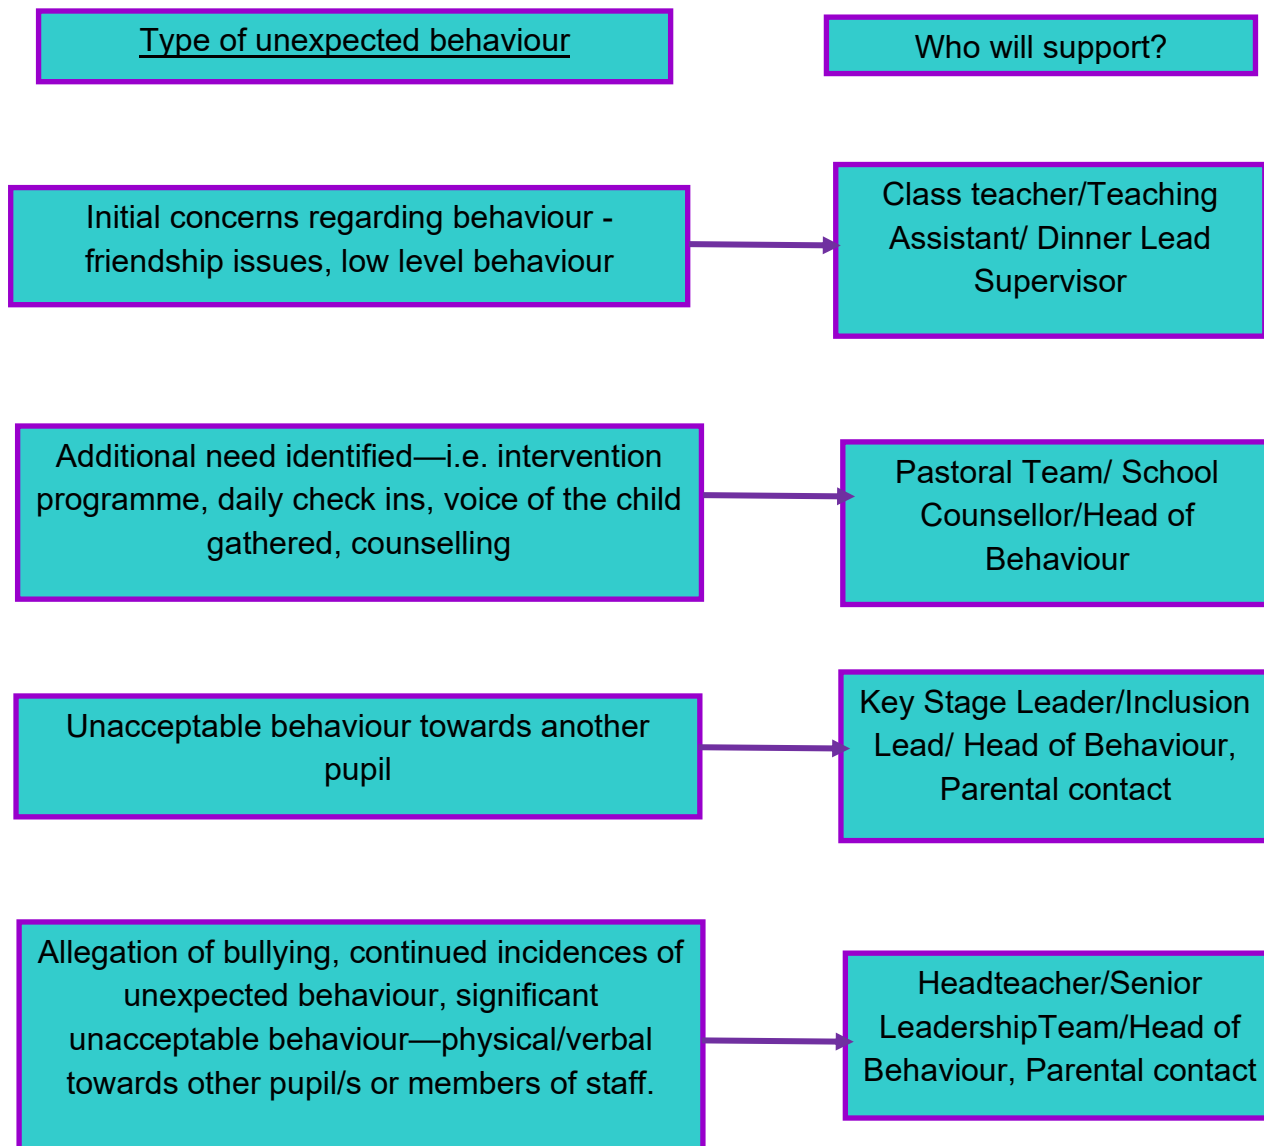 Type of unexpected behaviour
Who will support?
Initial concerns regarding behaviour -
friendship issues, low level behaviour
Class teacher/Teaching
Assistant/ Dinner Lead
Supervisor
Additional need identified—i.e. intervention
programme, daily check ins, voice of the child
gathered, counselling
Pastoral Team/ School
Counsellor/Head of
Behaviour
Unacceptable behaviour towards another
pupil
Key Stage Leader/Inclusion
Lead/ Head of Behaviour,
Parental contact
Allegation of bullying, continued incidences of
unexpected behaviour, significant
unacceptable behaviour—physical/verbal
towards other pupil/s or members of staff.
Headteacher/Senior
LeadershipTeam/Head of
Behaviour, Parental contact